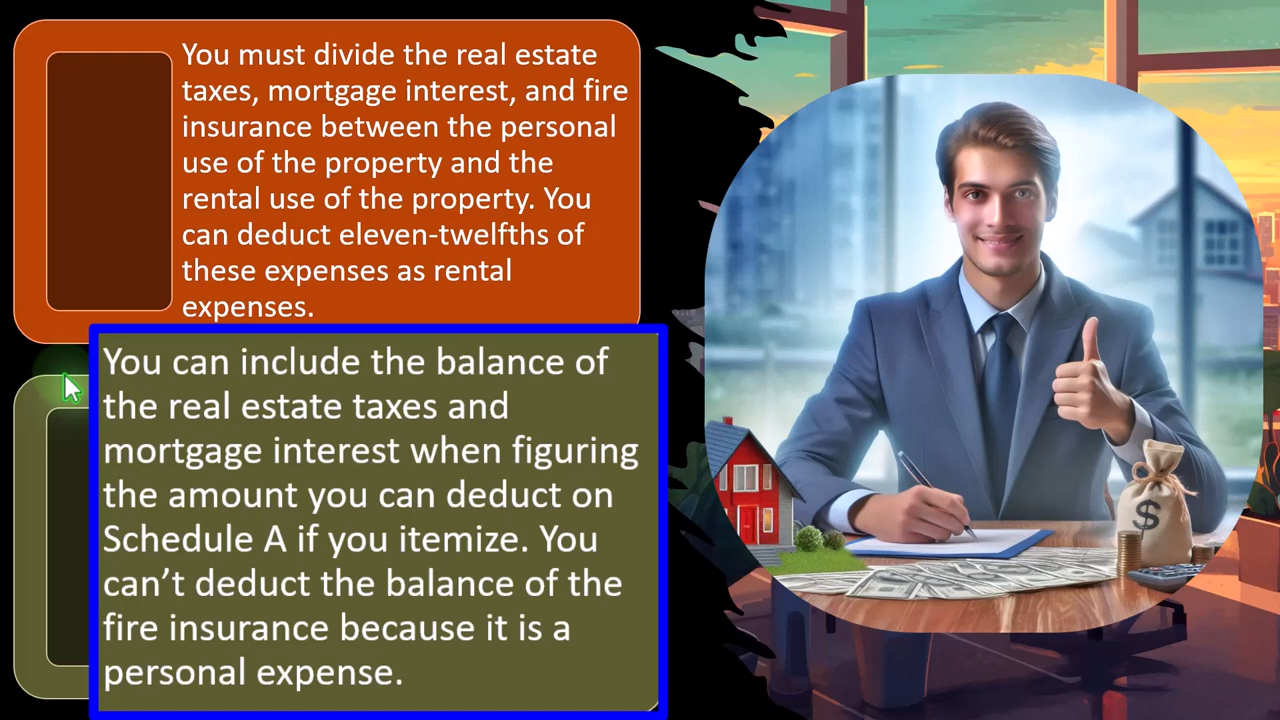 You must divide the real estate
taxes, mortgage interest, and fire
insurance between the personal
use of the property and the
rental use of the property. You
can deduct eleven-twelfths of
these expenses as rental
expenses.
You can include the balance of
the real estate taxes and
mortgage interest when figuring
the amount you can deduct on
Schedule A if you itemize. You
can’t deduct the balance of the
fire insurance because it is a
personal expense.
$